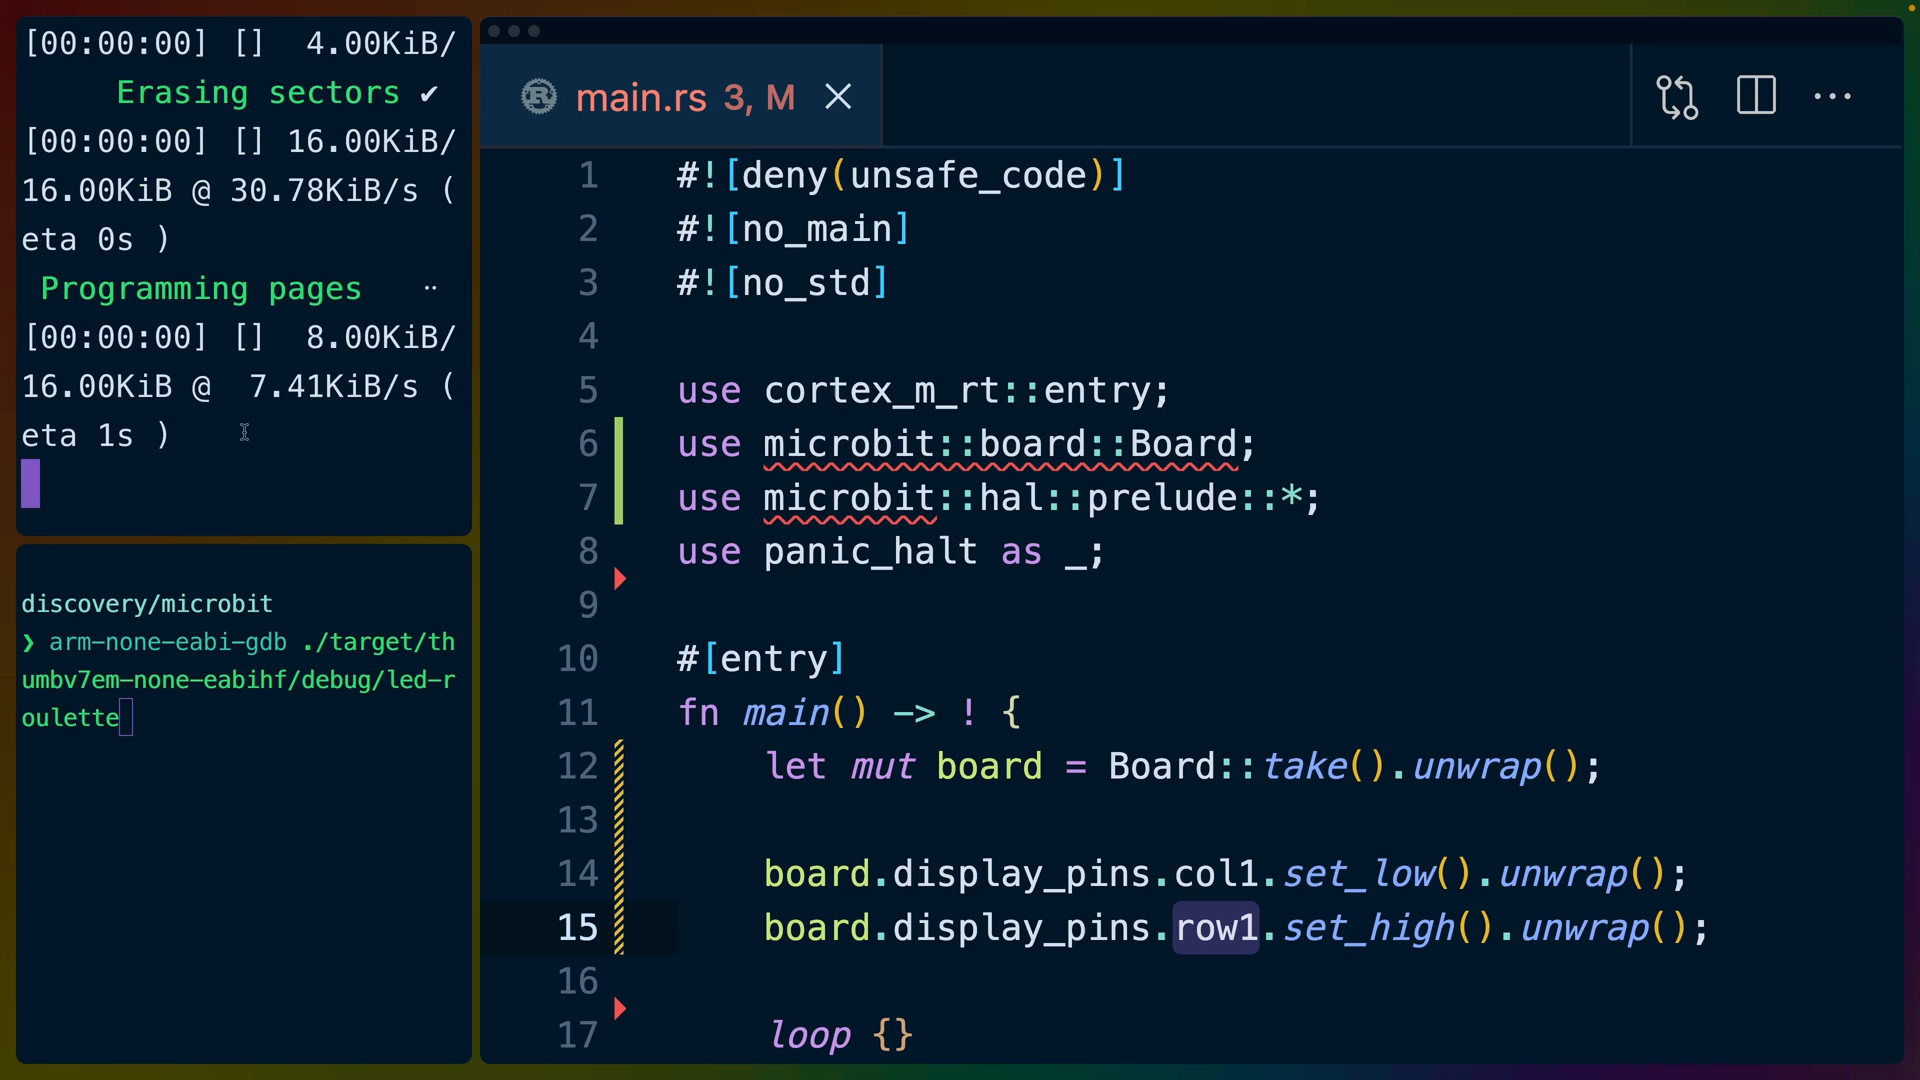 [00:00:00] [] 4.00KiB/
Erasing sectors ✔
[00:00:00] [] 16.00KiB/
16.00KiB @ 30.78KiB/s (
eta 0s )
Programming pages
[00:00:00] [] 8.00KiB/
16.00KiB @ 7.41KiB/s (
eta 1s )
discovery/microbit
❯ arm-none-eabi-gdb ./target/th
umbv7em-none-eabihf/debug/led-r
oulette
main.rs 3, M
1 #![deny(unsafe_code)]
2 #![no_main]
3 #![no_std]
4
5 use cortex_m_rt::entry;
6 use microbit::board::Board;
7 use microbit::hal::prelude::*;
8 use panic_halt as _;
9
10 #[entry]
11 fn main() -> ! {
12 let mut board = Board::take().unwrap();
13
14 board.display_pins.col1.set_low().unwrap();
15 board.display_pins.row1.set_high().unwrap();
16
17 loop {}